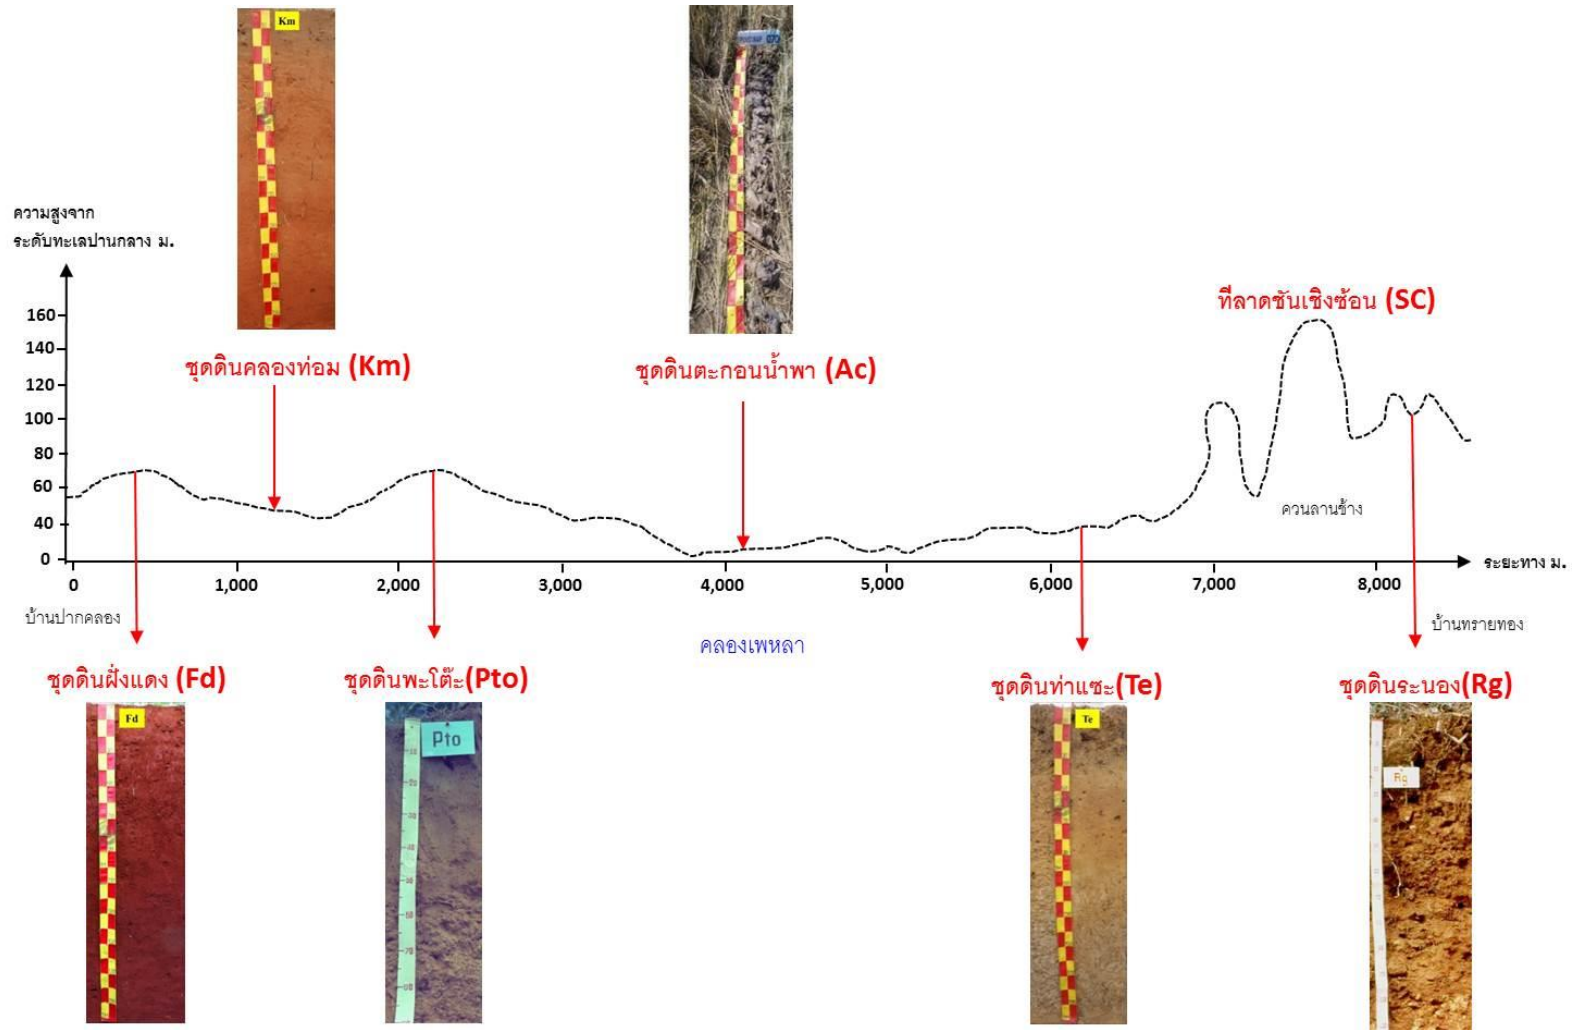 Km
ความสูงจาก
ระดับทะเลปานกลาง ม.
160
140
120
100
80
60
40
0
ชุดดินคลองท่อม (Km)
ชุดดินตะกอนน้ำพา (Ac)
ที่ลาดชันเชิงซ้อน (SC)
ควนลานช้าง
0 1,000 2,000 3,000 4,000 5,000 6,000 7,000 8,000
ระยะทาง ม.
บ้านปากคลอง
คลองเพหลา
บ้านทรายทอง
ชุดดินฝั่งแดง (Fd)
ชุดดินพะโต๊ะ(Pto)
ชุดดินท่าแซะ(Te)
ชุดดินระนอง(Rg)
Fd
Pto
Te
Rg